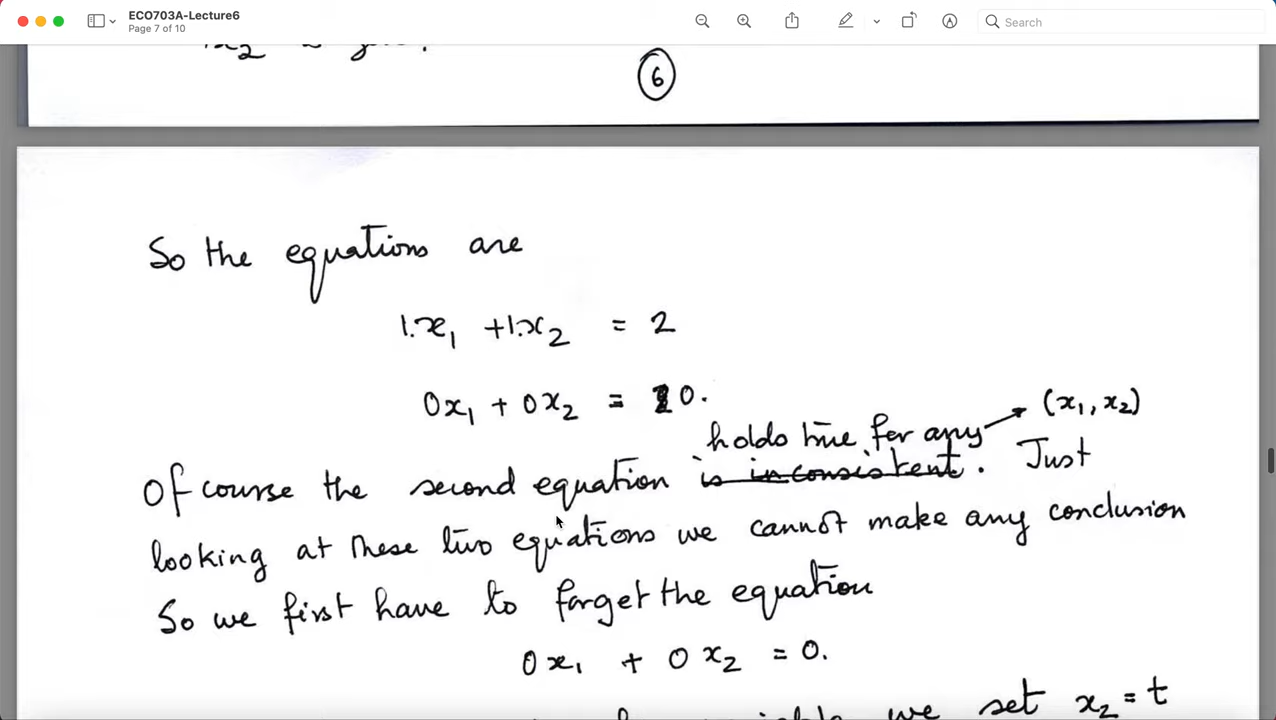 ECO703A-Lecture6
Page 7 of 10
Search
x2
6
So the equations are
1.x1 + 1.x2 = 2
0x1 + 0x2 = 0.
holds true for any (x1, x2)
Of course the second equation is inconsistent. Just
looking at these two equations we cannot make any conclusion
So we first have to forget the equation
0x1 + 0x2 = 0.
we set x2 = t